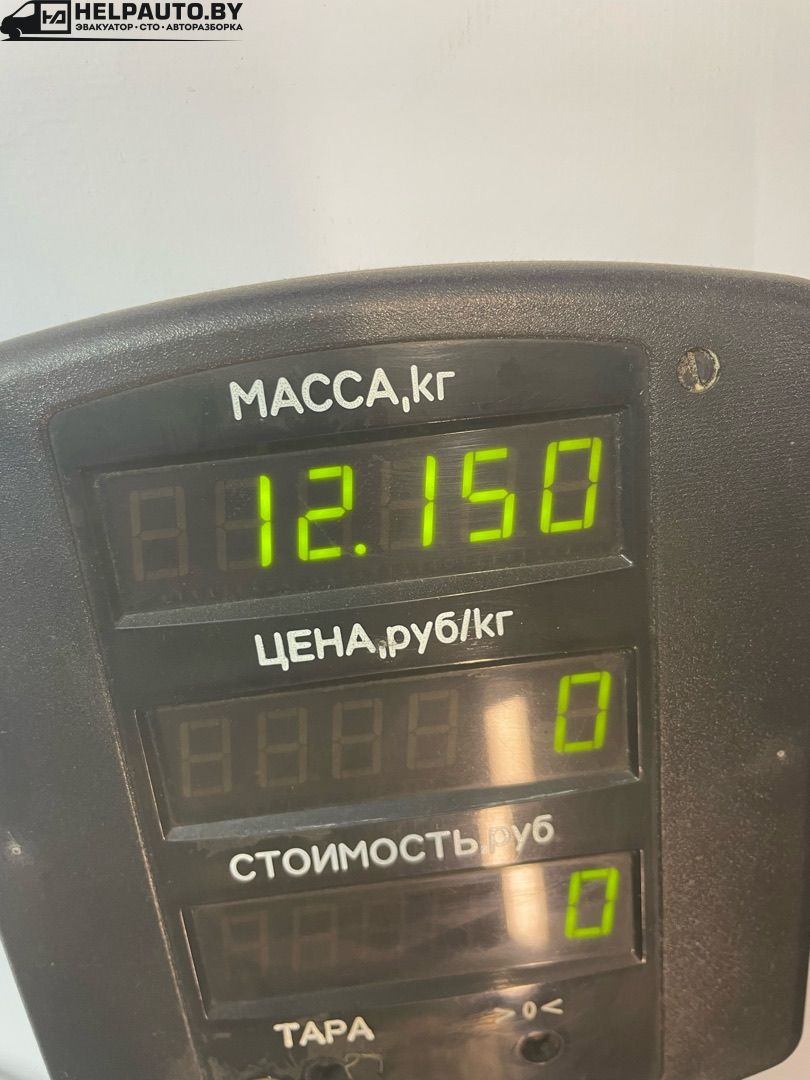 HELPAUTO.BY
ЭВАКУАТОР • СТО • АВТОРАЗБОРКА
МАССА,кг
12.150
ЦЕНА,руб/кг
0
СТОИМОСТЬ,руб
0
ТАРА >0<